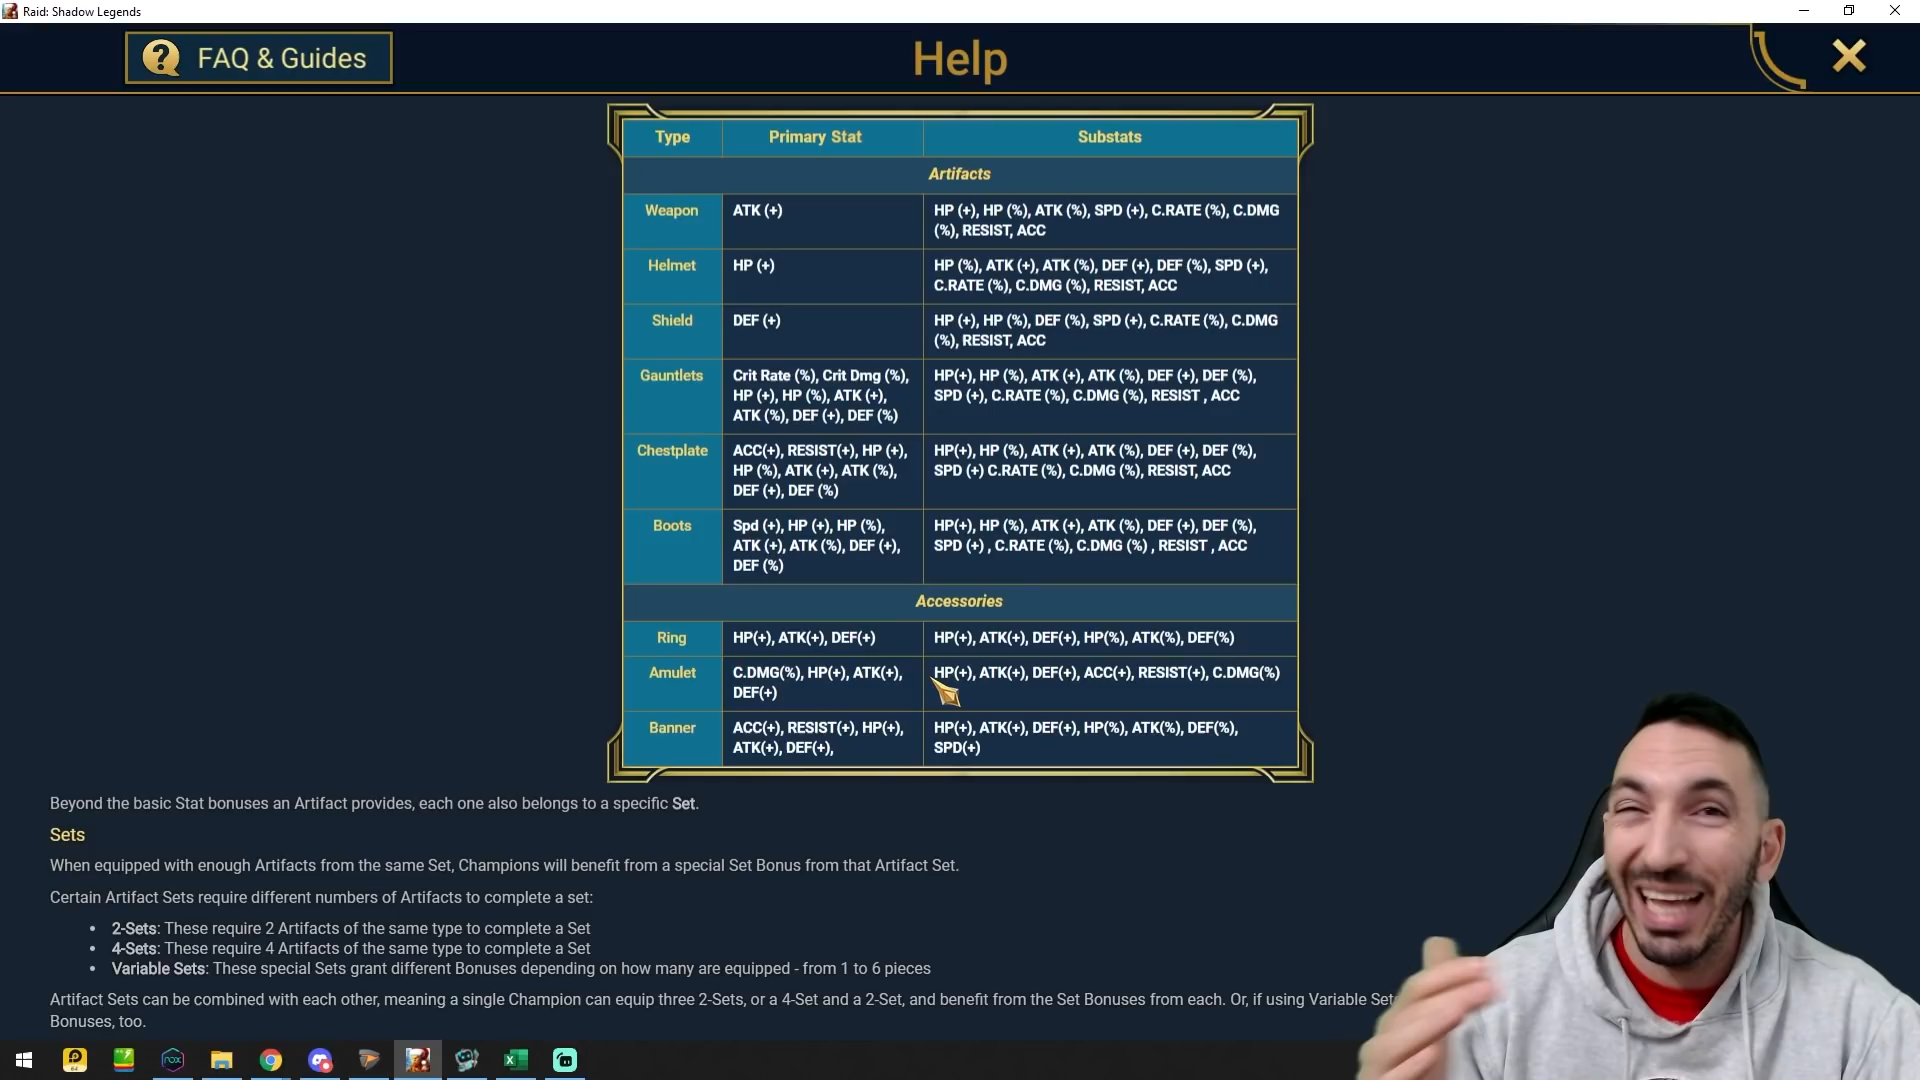 Raid: Shadow Legends
FAQ & Guides
Help
Type
Primary Stat
Substats
Artifacts
Weapon
ATK (+)
HP (+), HP (%), ATK (%), SPD (+), C.RATE (%), C.DMG
(%), RESIST, ACC
Helmet
HP (+)
HP (%), ATK (+), ATK (%), DEF (+), DEF (%), SPD (+),
C.RATE (%), C.DMG (%), RESIST, ACC
Shield
DEF (+)
HP (+), HP (%), DEF (%), SPD (+), C.RATE (%), C.DMG
(%), RESIST, ACC
Gauntlets
Crit Rate (%), Crit Dmg (%),
HP (+), HP (%), ATK (+),
ATK (%), DEF (+), DEF (%)
HP(+), HP (%), ATK (+), ATK (%), DEF (+), DEF (%),
SPD (+), C.RATE (%), C.DMG (%), RESIST , ACC
Chestplate
ACC(+), RESIST(+), HP (+),
HP (%), ATK (+), ATK (%),
DEF (+), DEF (%)
HP(+), HP (%), ATK (+), ATK (%), DEF (+), DEF (%),
SPD (+) C.RATE (%), C.DMG (%), RESIST, ACC
Boots
Spd (+), HP (+), HP (%),
ATK (+), ATK (%), DEF (+),
DEF (%)
HP(+), HP (%), ATK (+), ATK (%), DEF (+), DEF (%),
SPD (+) , C.RATE (%), C.DMG (%) , RESIST , ACC
Accessories
Ring
HP(+), ATK(+), DEF(+)
HP(+), ATK(+), DEF(+), HP(%), ATK(%), DEF(%)
Amulet
C.DMG(%), HP(+), ATK(+),
DEF(+)
HP(+), ATK(+), DEF(+), ACC(+), RESIST(+), C.DMG(%)
Banner
ACC(+), RESIST(+), HP(+),
ATK(+), DEF(+),
HP(+), ATK(+), DEF(+), HP(%), ATK(%), DEF(%),
SPD(+)
Beyond the basic Stat bonuses an Artifact provides, each one also belongs to a specific Set.
Sets
When equipped with enough Artifacts from the same Set, Champions will benefit from a special Set Bonus from that Artifact Set.
Certain Artifact Sets require different numbers of Artifacts to complete a set:
• 2-Sets: These require 2 Artifacts of the same type to complete a Set
• 4-Sets: These require 4 Artifacts of the same type to complete a Set
• Variable Sets: These special Sets grant different Bonuses depending on how many are equipped - from 1 to 6 pieces
Artifact Sets can be combined with each other, meaning a single Champion can equip three 2-Sets, or a 4-Set and a 2-Set, and benefit from the Set Bonuses from each. Or, if using Variable Set
Bonuses, too.